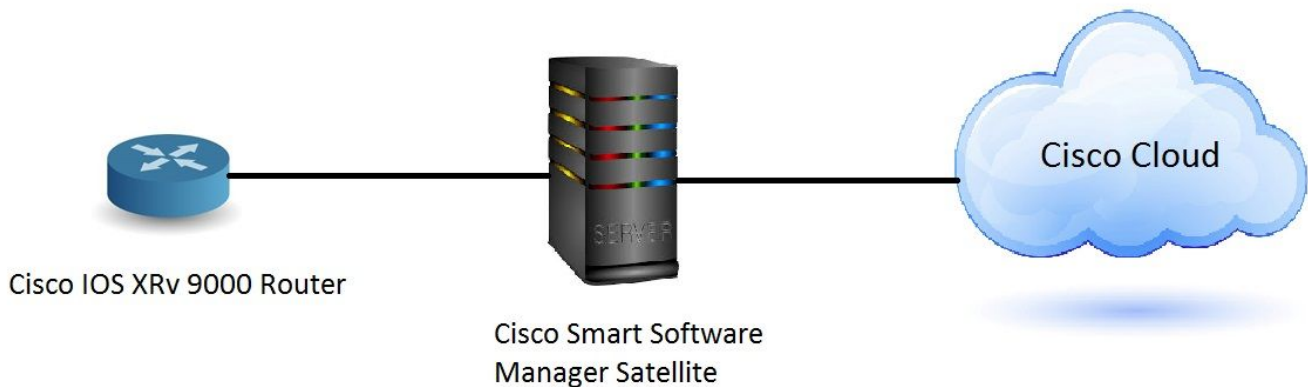 Cisco Cloud
SERVER
Cisco IOS XRv 9000 Router
Cisco Smart Software
Manager Satellite